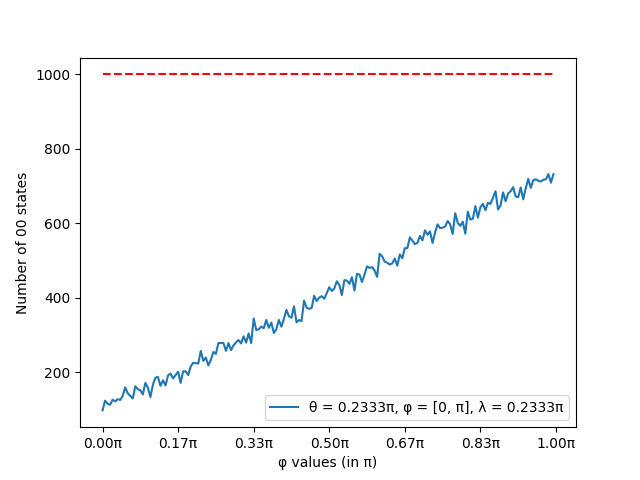 1000
800
600
400
200
Number of 00 states
θ = 0.2333π, φ = [0, π], λ = 0.2333π
0.00π 0.17π 0.33π 0.50π 0.67π 0.83π 1.00π
φ values (in π)